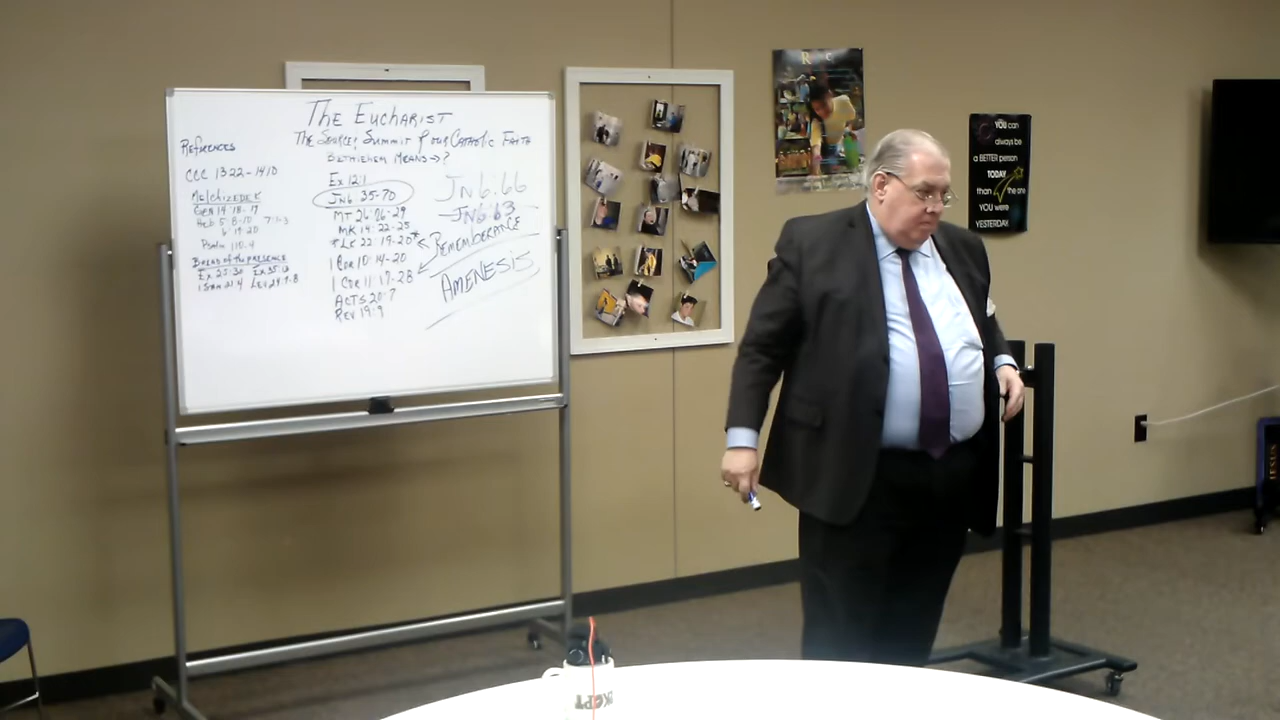 The Eucharist
The Source & Summit of our Catholic Faith
Bethlehem Means → ?
References
CCC 1322-1410
Melchizedek
Gen 14 18-19
Heb 5 8-10 7:1-3
6 19-20
Psalm 110.4
Bread of the presence
Ex 25:30 Ex 35:13
1 Sam 21.4 Lev 24 7-8
Ex 12:1
Jn 6 35-70
Mt 26:26-29
Mk 14:22-25
*Lk 22:19-20*
1 Cor 10 14-20
1 Cor 11 17-28
Acts 20:7
Rev 19:9
Jn 6:66
Jn 6:63
Rememberance
Amenesis
YOU can
always be
a BETTER person
TODAY
than the one
YOU were
YESTERDAY.
JESUS